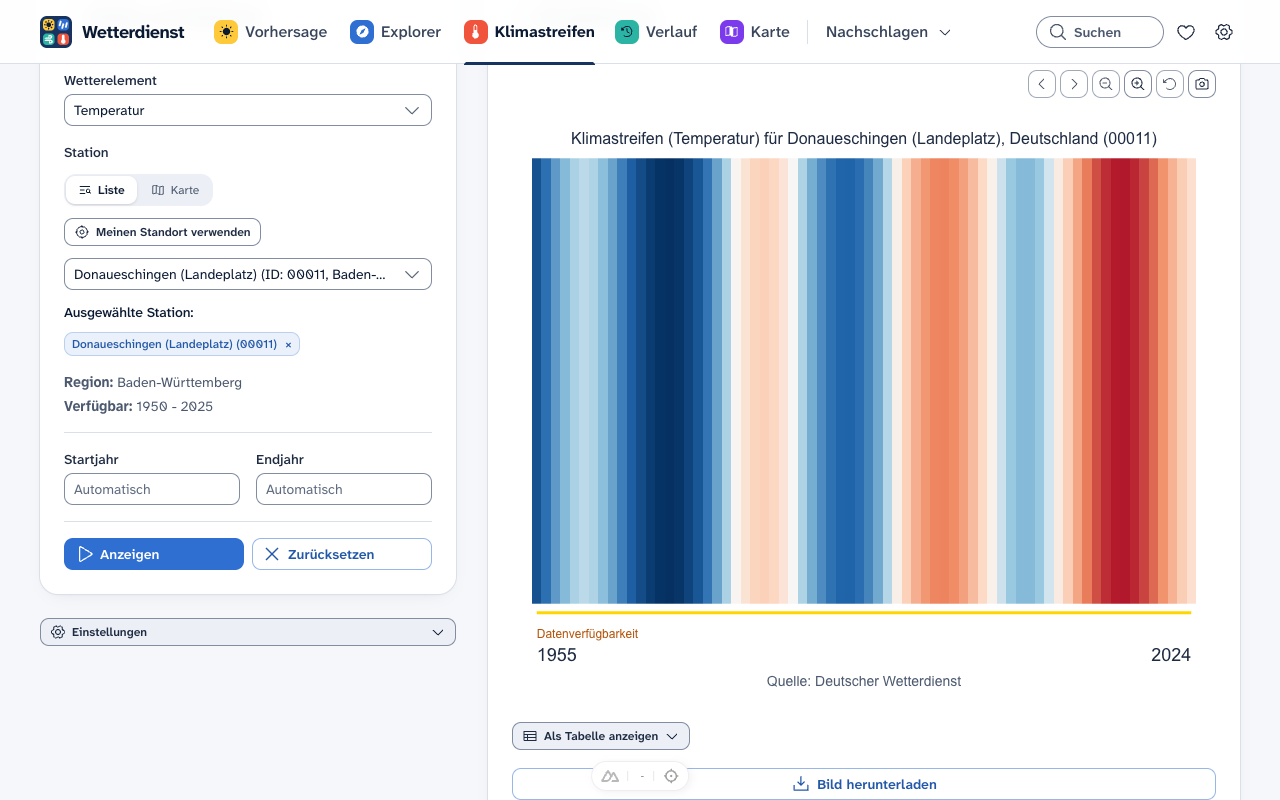 Wetterdienst
Vorhersage
Explorer
Klimastreifen
Verlauf
Karte
Nachschlagen
Suchen
Wetterelement
Temperatur
Station
Liste
Karte
Meinen Standort verwenden
Donaueschingen (Landeplatz) (ID: 00011, Baden-...
Ausgewählte Station:
Donaueschingen (Landeplatz) (00011) ×
Region: Baden-Württemberg
Verfügbar: 1950 - 2025
Startjahr
Endjahr
Automatisch
Automatisch
Anzeigen
Zurücksetzen
Einstellungen
Klimastreifen (Temperatur) für Donaueschingen (Landeplatz), Deutschland (00011)
Datenverfügbarkeit
1955
2024
Quelle: Deutscher Wetterdienst
Als Tabelle anzeigen
-
Bild herunterladen